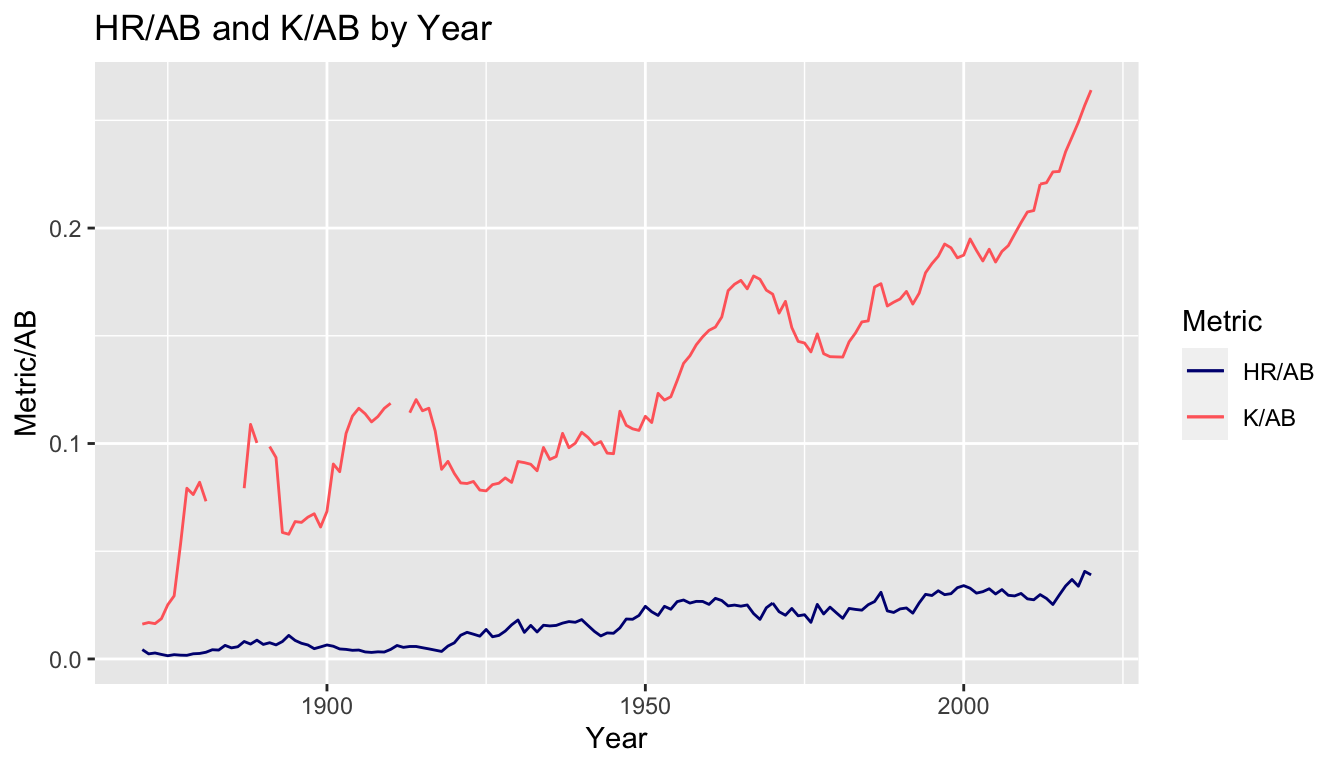 HR/AB and K/AB by Year
Metric/AB
0.2
0.1
0.0
1900
1950
2000
Year
Metric
HR/AB
K/AB